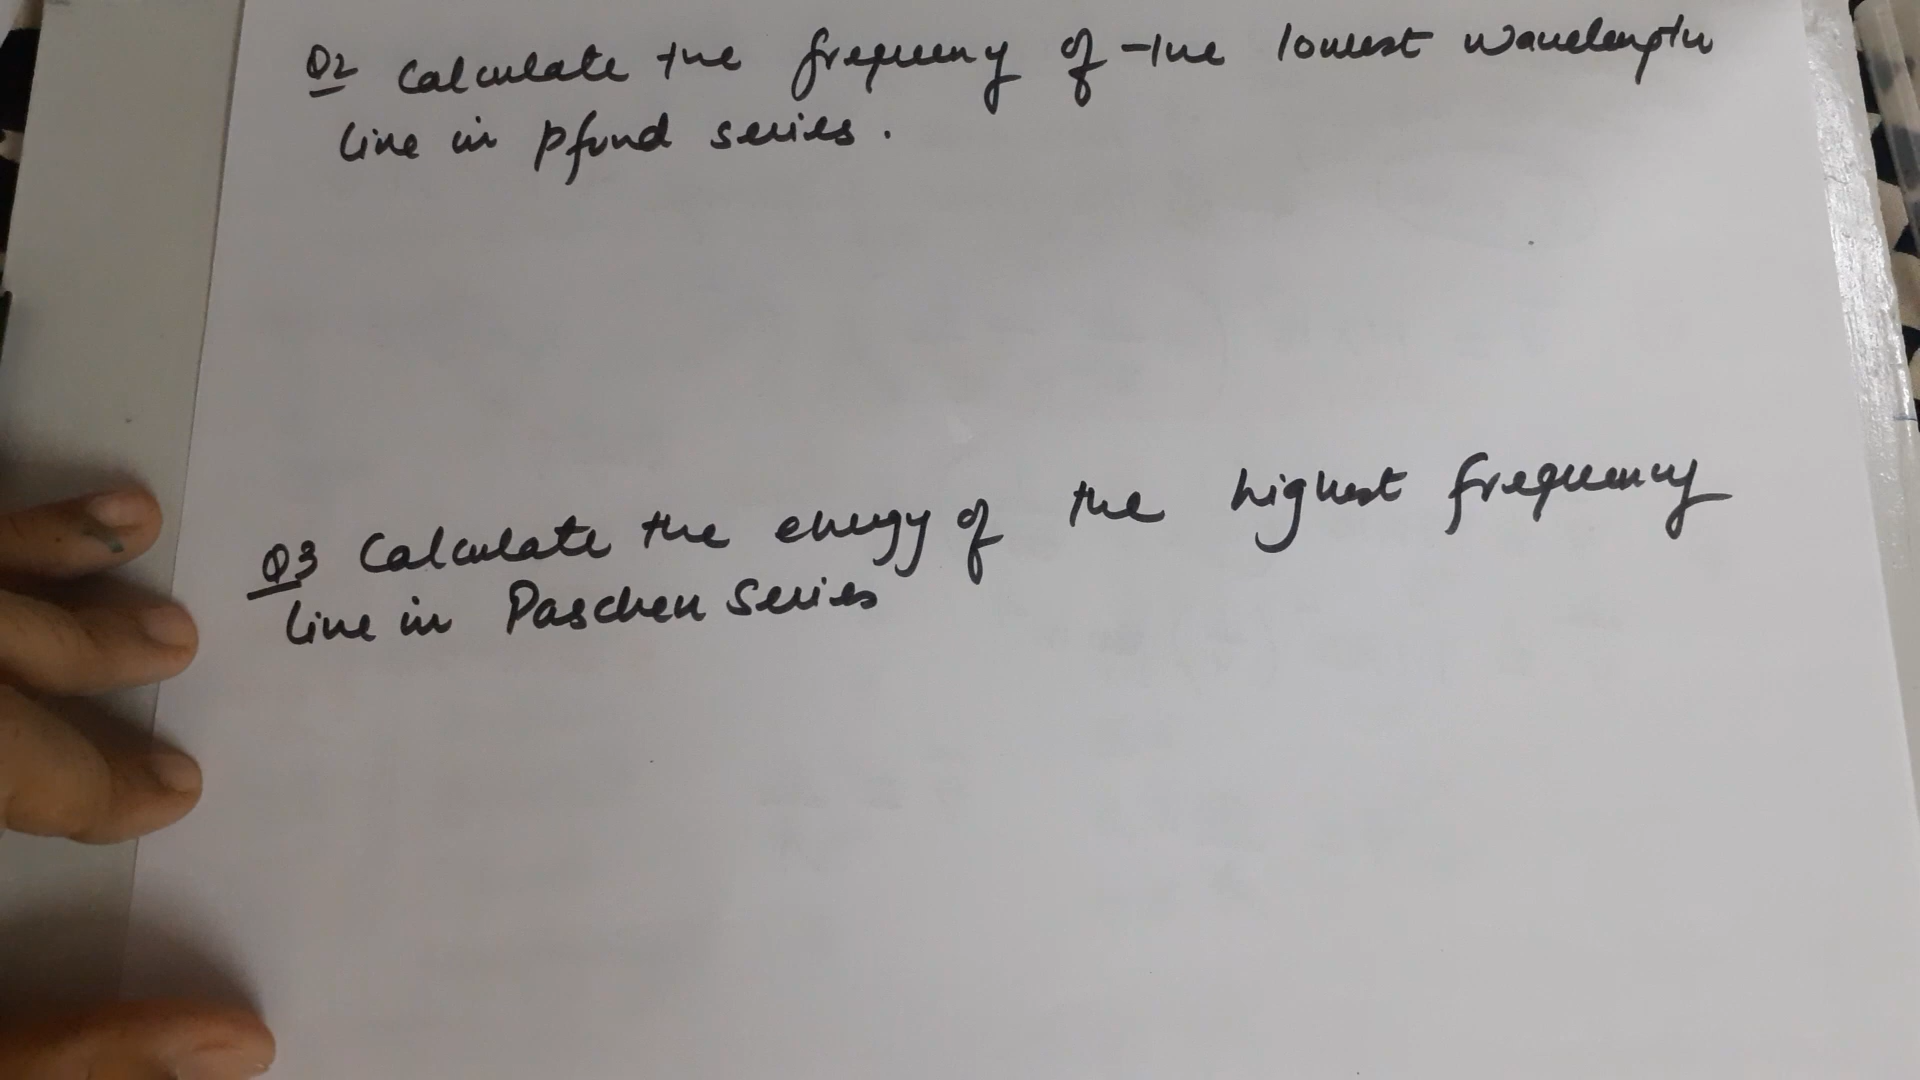 Q2 Calculate the frequency of the lowest wavelength
line in pfund series.
Q3 Calculate the energy of the highest frequency
line in Paschen Series